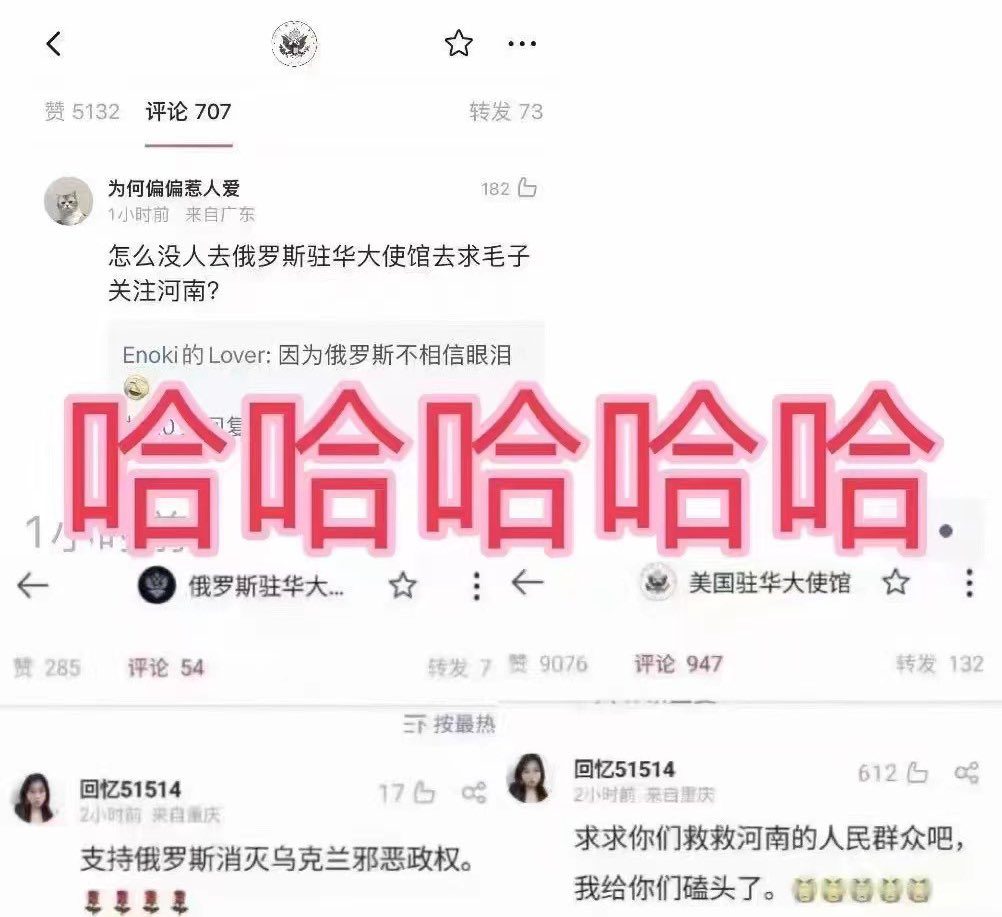 赞 5132 评论 707 转发 73
为何偏偏惹人爱 182
1小时前 来自广东
怎么没人去俄罗斯驻华大使馆去求毛子
关注河南?
Enoki的Lover: 因为俄罗斯不相信眼泪
哈哈哈哈哈
俄罗斯驻华大...
赞 285 评论 54 转发 7
按最热
回忆51514 17
2小时前 来自重庆
支持俄罗斯消灭乌克兰邪恶政权。
美国驻华大使馆
赞 9076 评论 947 转发 132
回忆51514 612
2小时前 来自重庆
求求你们救救河南的人民群众吧,
我给你们磕头了。